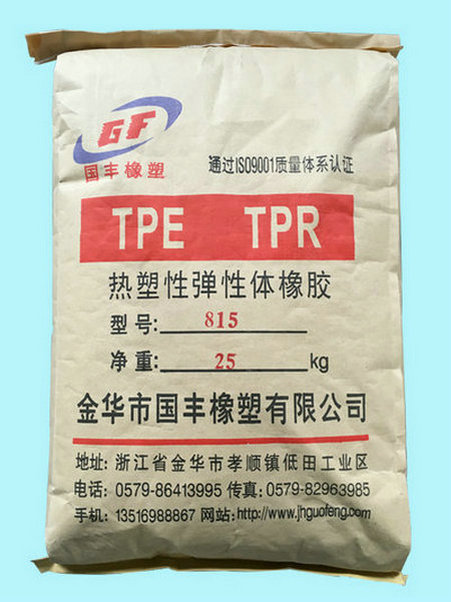 GF
国丰橡塑
通过ISO9001质量体系认证
TPE TPR
热塑性弹性体橡胶
型号: 815
净重: 25 kg
金华市国丰橡塑有限公司
地址: 浙江省金华市孝顺镇低田工业区
电话: 0579-86413995 传真: 0579-82963985
手机: 13516988867 网站: http://www.jhguofeng.com